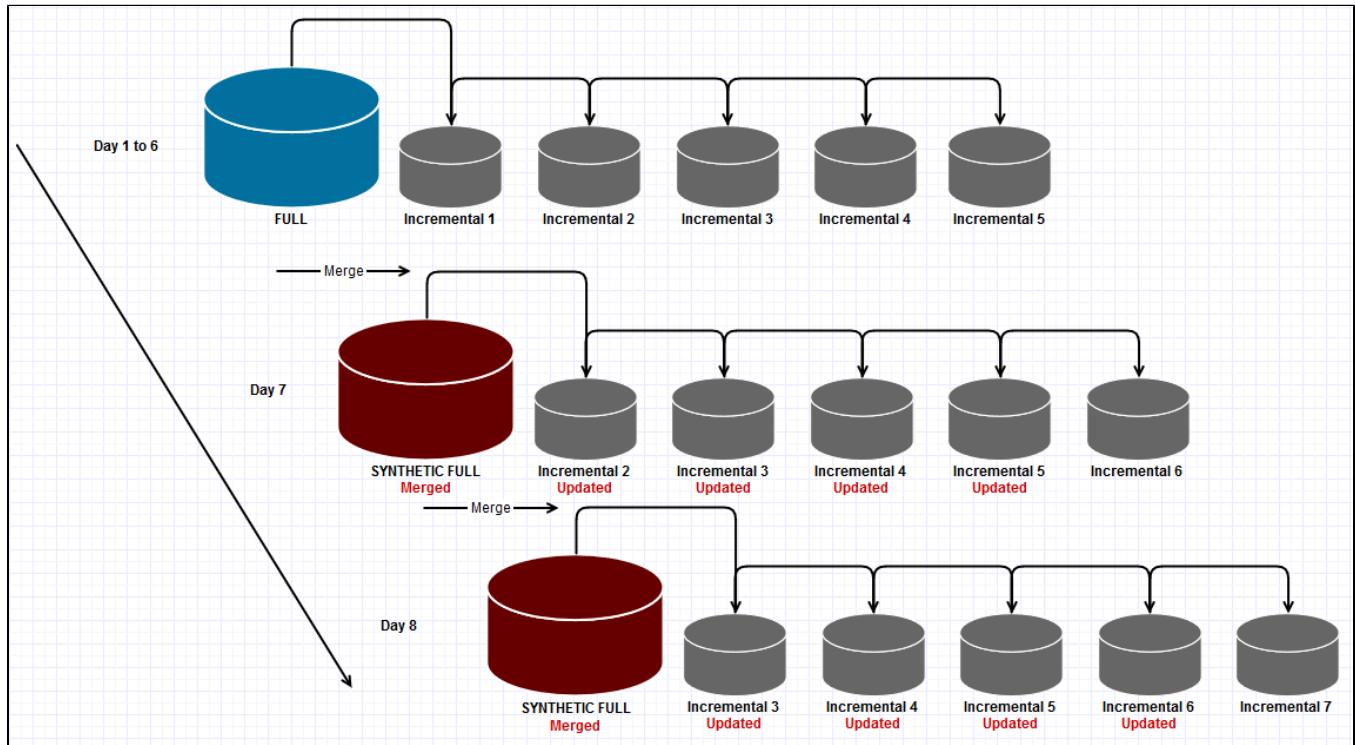 Day 1 to 6
FULL
Incremental 1
Incremental 2
Incremental 3
Incremental 4
Incremental 5
Merge
Day 7
SYNTHETIC FULL
Merged
Incremental 2
Updated
Incremental 3
Updated
Incremental 4
Updated
Incremental 5
Updated
Incremental 6
Merge
Day 8
SYNTHETIC FULL
Merged
Incremental 3
Updated
Incremental 4
Updated
Incremental 5
Updated
Incremental 6
Updated
Incremental 7